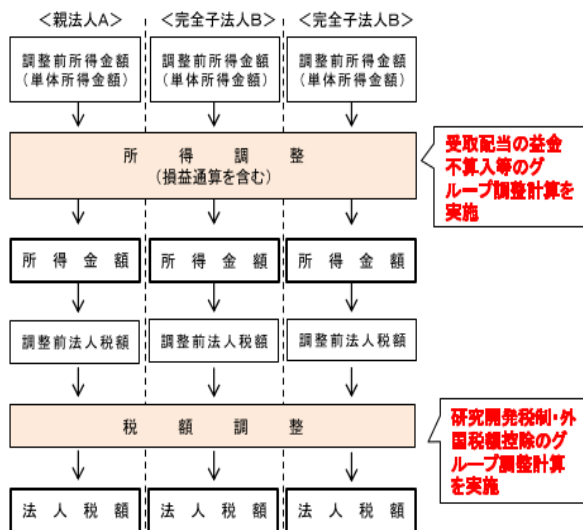 ＜親法人A＞ ＜完全子法人B＞ ＜完全子法人B＞
調整前所得金額 調整前所得金額 調整前所得金額
（単体所得金額） （単体所得金額） （単体所得金額）
所得調整
（損益通算を含む）
受取配当の益金
不算入等のグ
ループ調整計算を
実施
所得金額 所得金額 所得金額
調整前法人税額 調整前法人税額 調整前法人税額
税額調整
研究開発税制・外
国税額控除のグ
ループ調整計算
を実施
法人税額 法人税額 法人税額